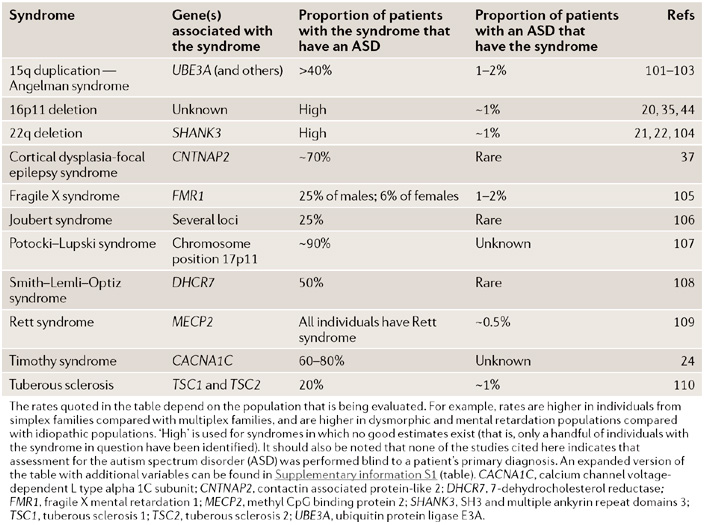 Syndrome Gene(s) associated with the syndrome Proportion of patients with the syndrome that have an ASD Proportion of patients with an ASD that have the syndrome Refs
15q duplication — Angelman syndrome UBE3A (and others) >40% 1–2% 101–103
16p11 deletion Unknown High ~1% 20, 35, 44
22q deletion SHANK3 High ~1% 21, 22, 104
Cortical dysplasia-focal epilepsy syndrome CNTNAP2 ~70% Rare 37
Fragile X syndrome FMR1 25% of males; 6% of females 1–2% 105
Joubert syndrome Several loci 25% Rare 106
Potocki–Lupski syndrome Chromosome position 17p11 ~90% Unknown 107
Smith–Lemli–Optiz syndrome DHCR7 50% Rare 108
Rett syndrome MECP2 All individuals have Rett syndrome ~0.5% 109
Timothy syndrome CACNA1C 60–80% Unknown 24
Tuberous sclerosis TSC1 and TSC2 20% ~1% 110
The rates quoted in the table depend on the population that is being evaluated. For example, rates are higher in individuals from
simplex families compared with multiplex families, and are higher in dysmorphic and mental retardation populations compared
with idiopathic populations. 'High' is used for syndromes in which no good estimates exist (that is, only a handful of individuals with
the syndrome in question have been identified). It should also be noted that none of the studies cited here indicates that
assessment for the autism spectrum disorder (ASD) was performed blind to a patient's primary diagnosis. An expanded version of
the table with additional variables can be found in Supplementary information S1 (table). CACNA1C, calcium channel voltage-
dependent L type alpha 1C subunit; CNTNAP2, contactin associated protein-like 2; DHCR7, 7-dehydrocholesterol reductase;
FMR1, fragile X mental retardation 1; MECP2, methyl CpG binding protein 2; SHANK3, SH3 and multiple ankyrin repeat domains 3;
TSC1, tuberous sclerosis 1; TSC2, tuberous sclerosis 2; UBE3A, ubiquitin protein ligase E3A.